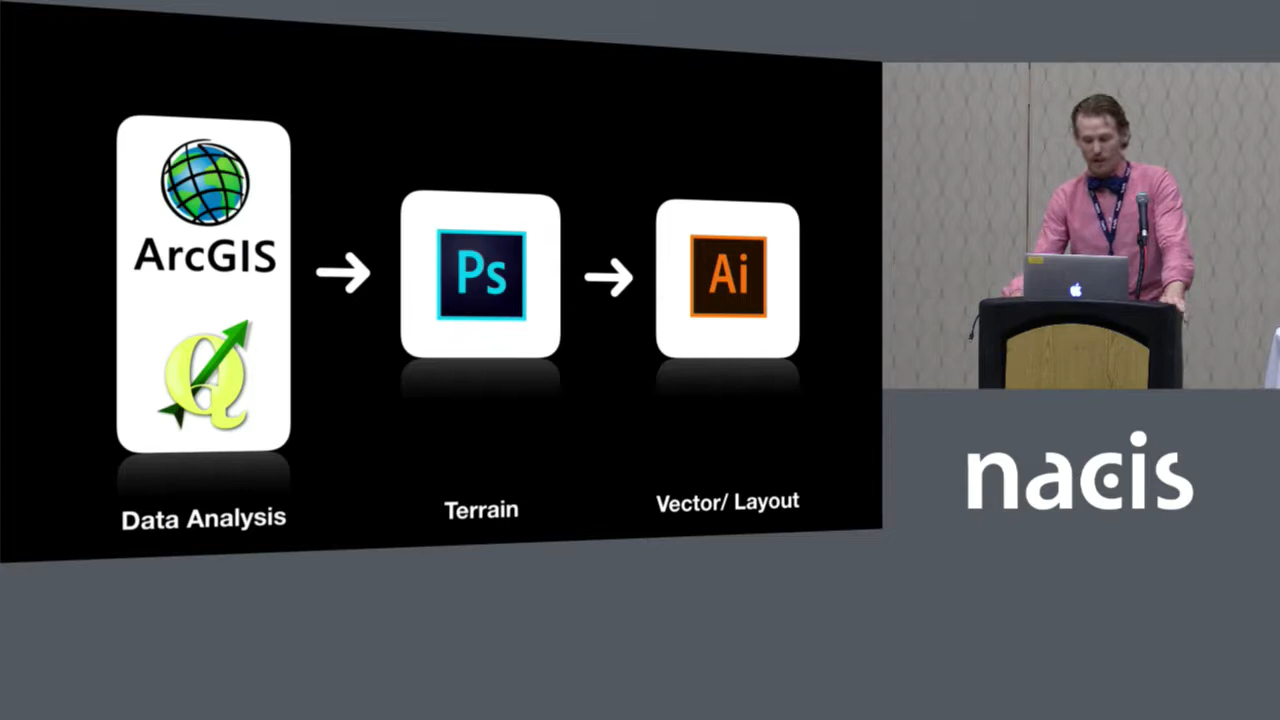 ArcGIS
Q
Ps
Ai
Data Analysis
Terrain
Vector/ Layout
nacis